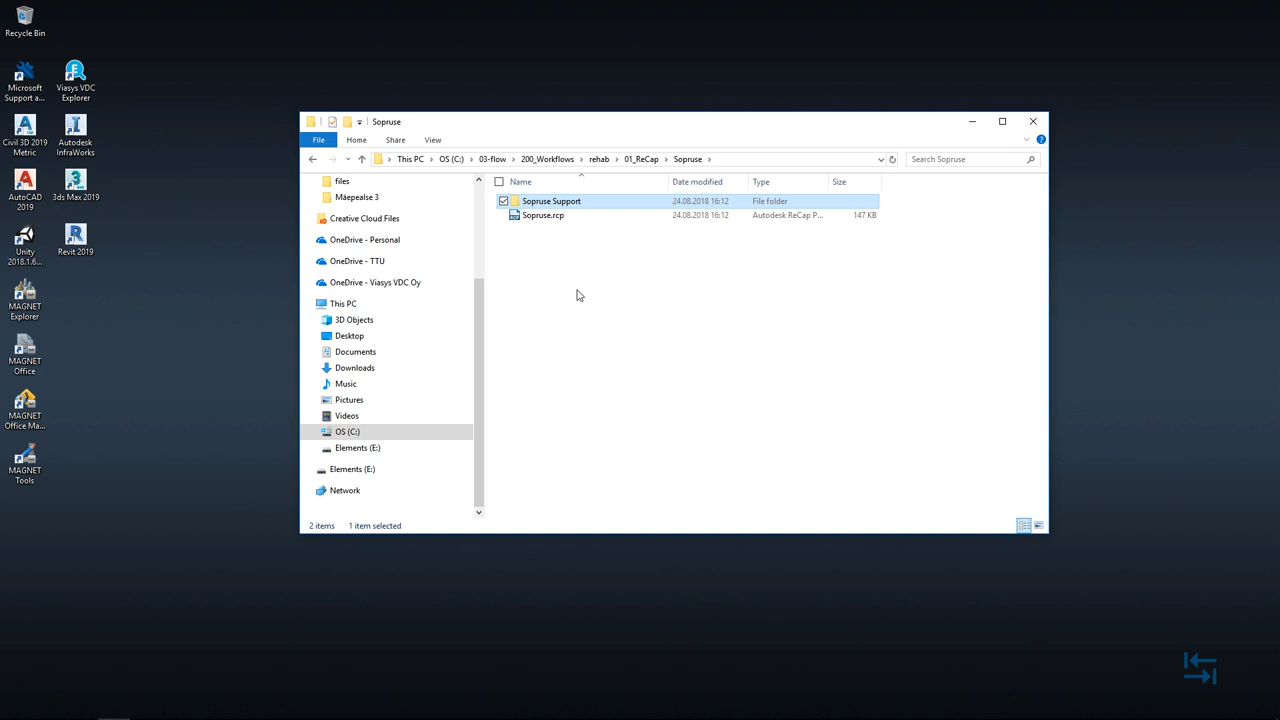 Recycle Bin
Microsoft Support a...
Viasys VDC Explorer
Civil 3D 2019 Metric
Autodesk InfraWorks
AutoCAD 2019
3ds Max 2019
Unity 2018.1.6...
Revit 2019
MAGNET Explorer
MAGNET Office
MAGNET Office Ma...
MAGNET Tools
Sopruse
File Home Share View
This PC > OS (C:) > 03-flow > 200_Workflows > rehab > 01_ReCap > Sopruse >
Search Sopruse
files
Mäepealse 3
Creative Cloud Files
OneDrive - Personal
OneDrive - TTU
OneDrive - Viasys VDC Oy
This PC
3D Objects
Desktop
Documents
Downloads
Music
Pictures
Videos
OS (C:)
Elements (E:)
Elements (E:)
Network
Name Date modified Type Size
Sopruse Support 24.08.2018 16:12 File folder
Sopruse.rcp 24.08.2018 16:12 Autodesk ReCap P... 147 KB
2 items 1 item selected